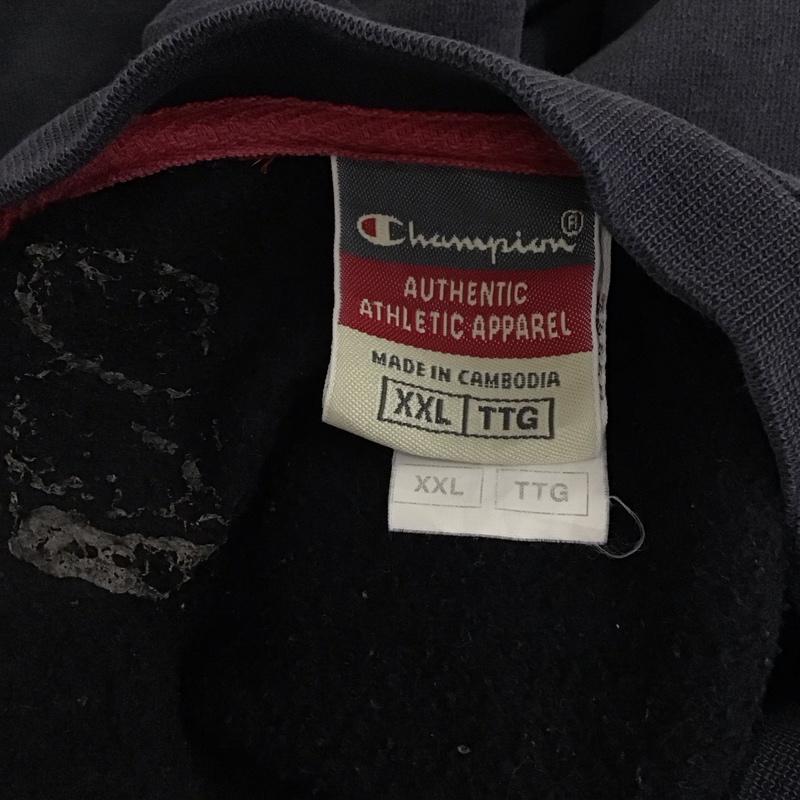 Champion®
AUTHENTIC
ATHLETIC APPAREL
MADE IN CAMBODIA
XXL TTG
XXL TTG